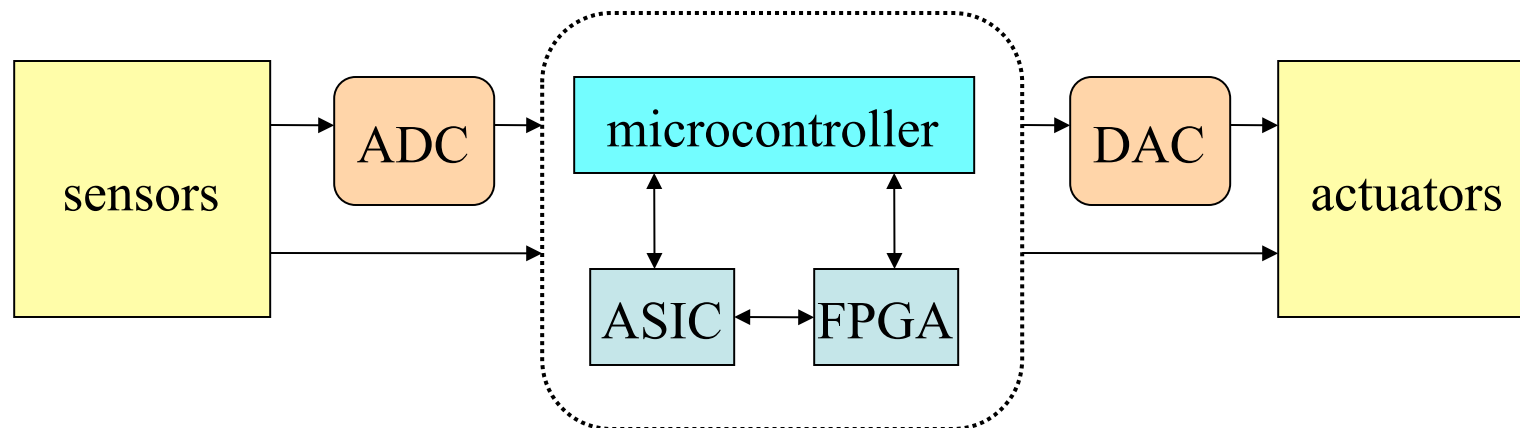 sensors
ADC
microcontroller
ASIC
FPGA
DAC
actuators